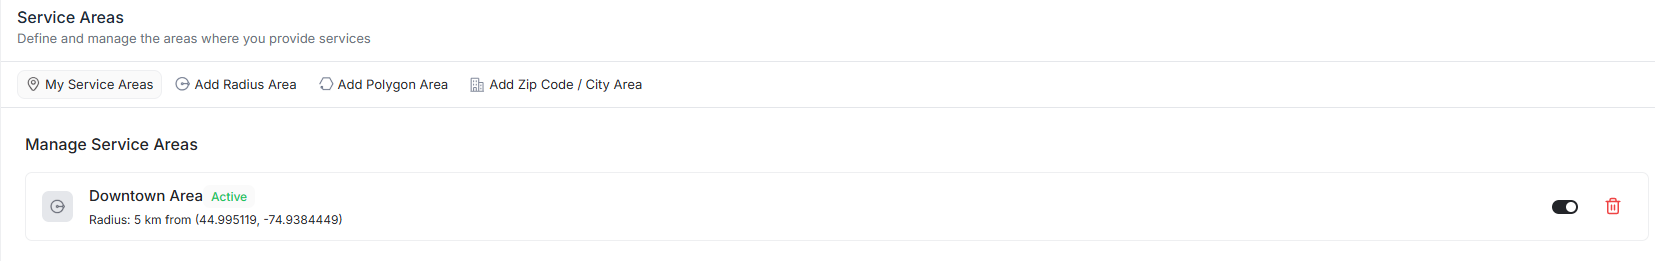 Service Areas
Define and manage the areas where you provide services
My Service Areas Add Radius Area Add Polygon Area Add Zip Code / City Area
Manage Service Areas
Downtown Area Active
Radius: 5 km from (44.995119, -74.9384449)